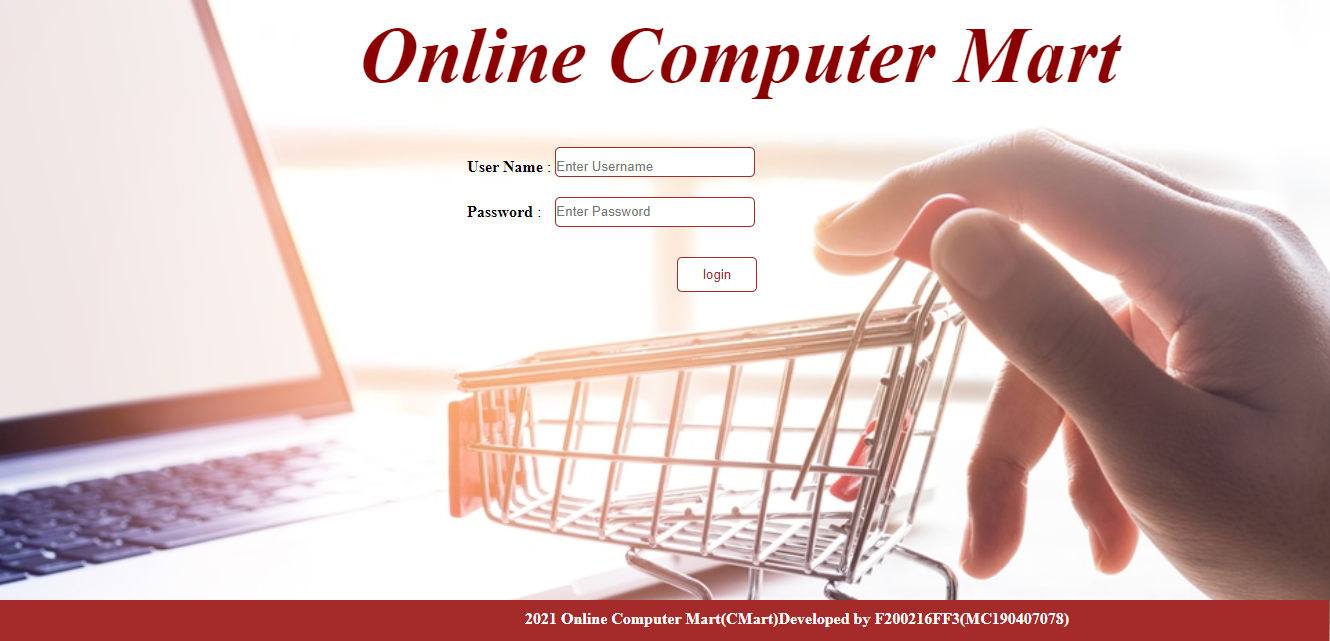 Online Computer Mart
User Name : Enter Username
Password : Enter Password
login
2021 Online Computer Mart(CMart)Developed by F200216FF3(MC190407078)